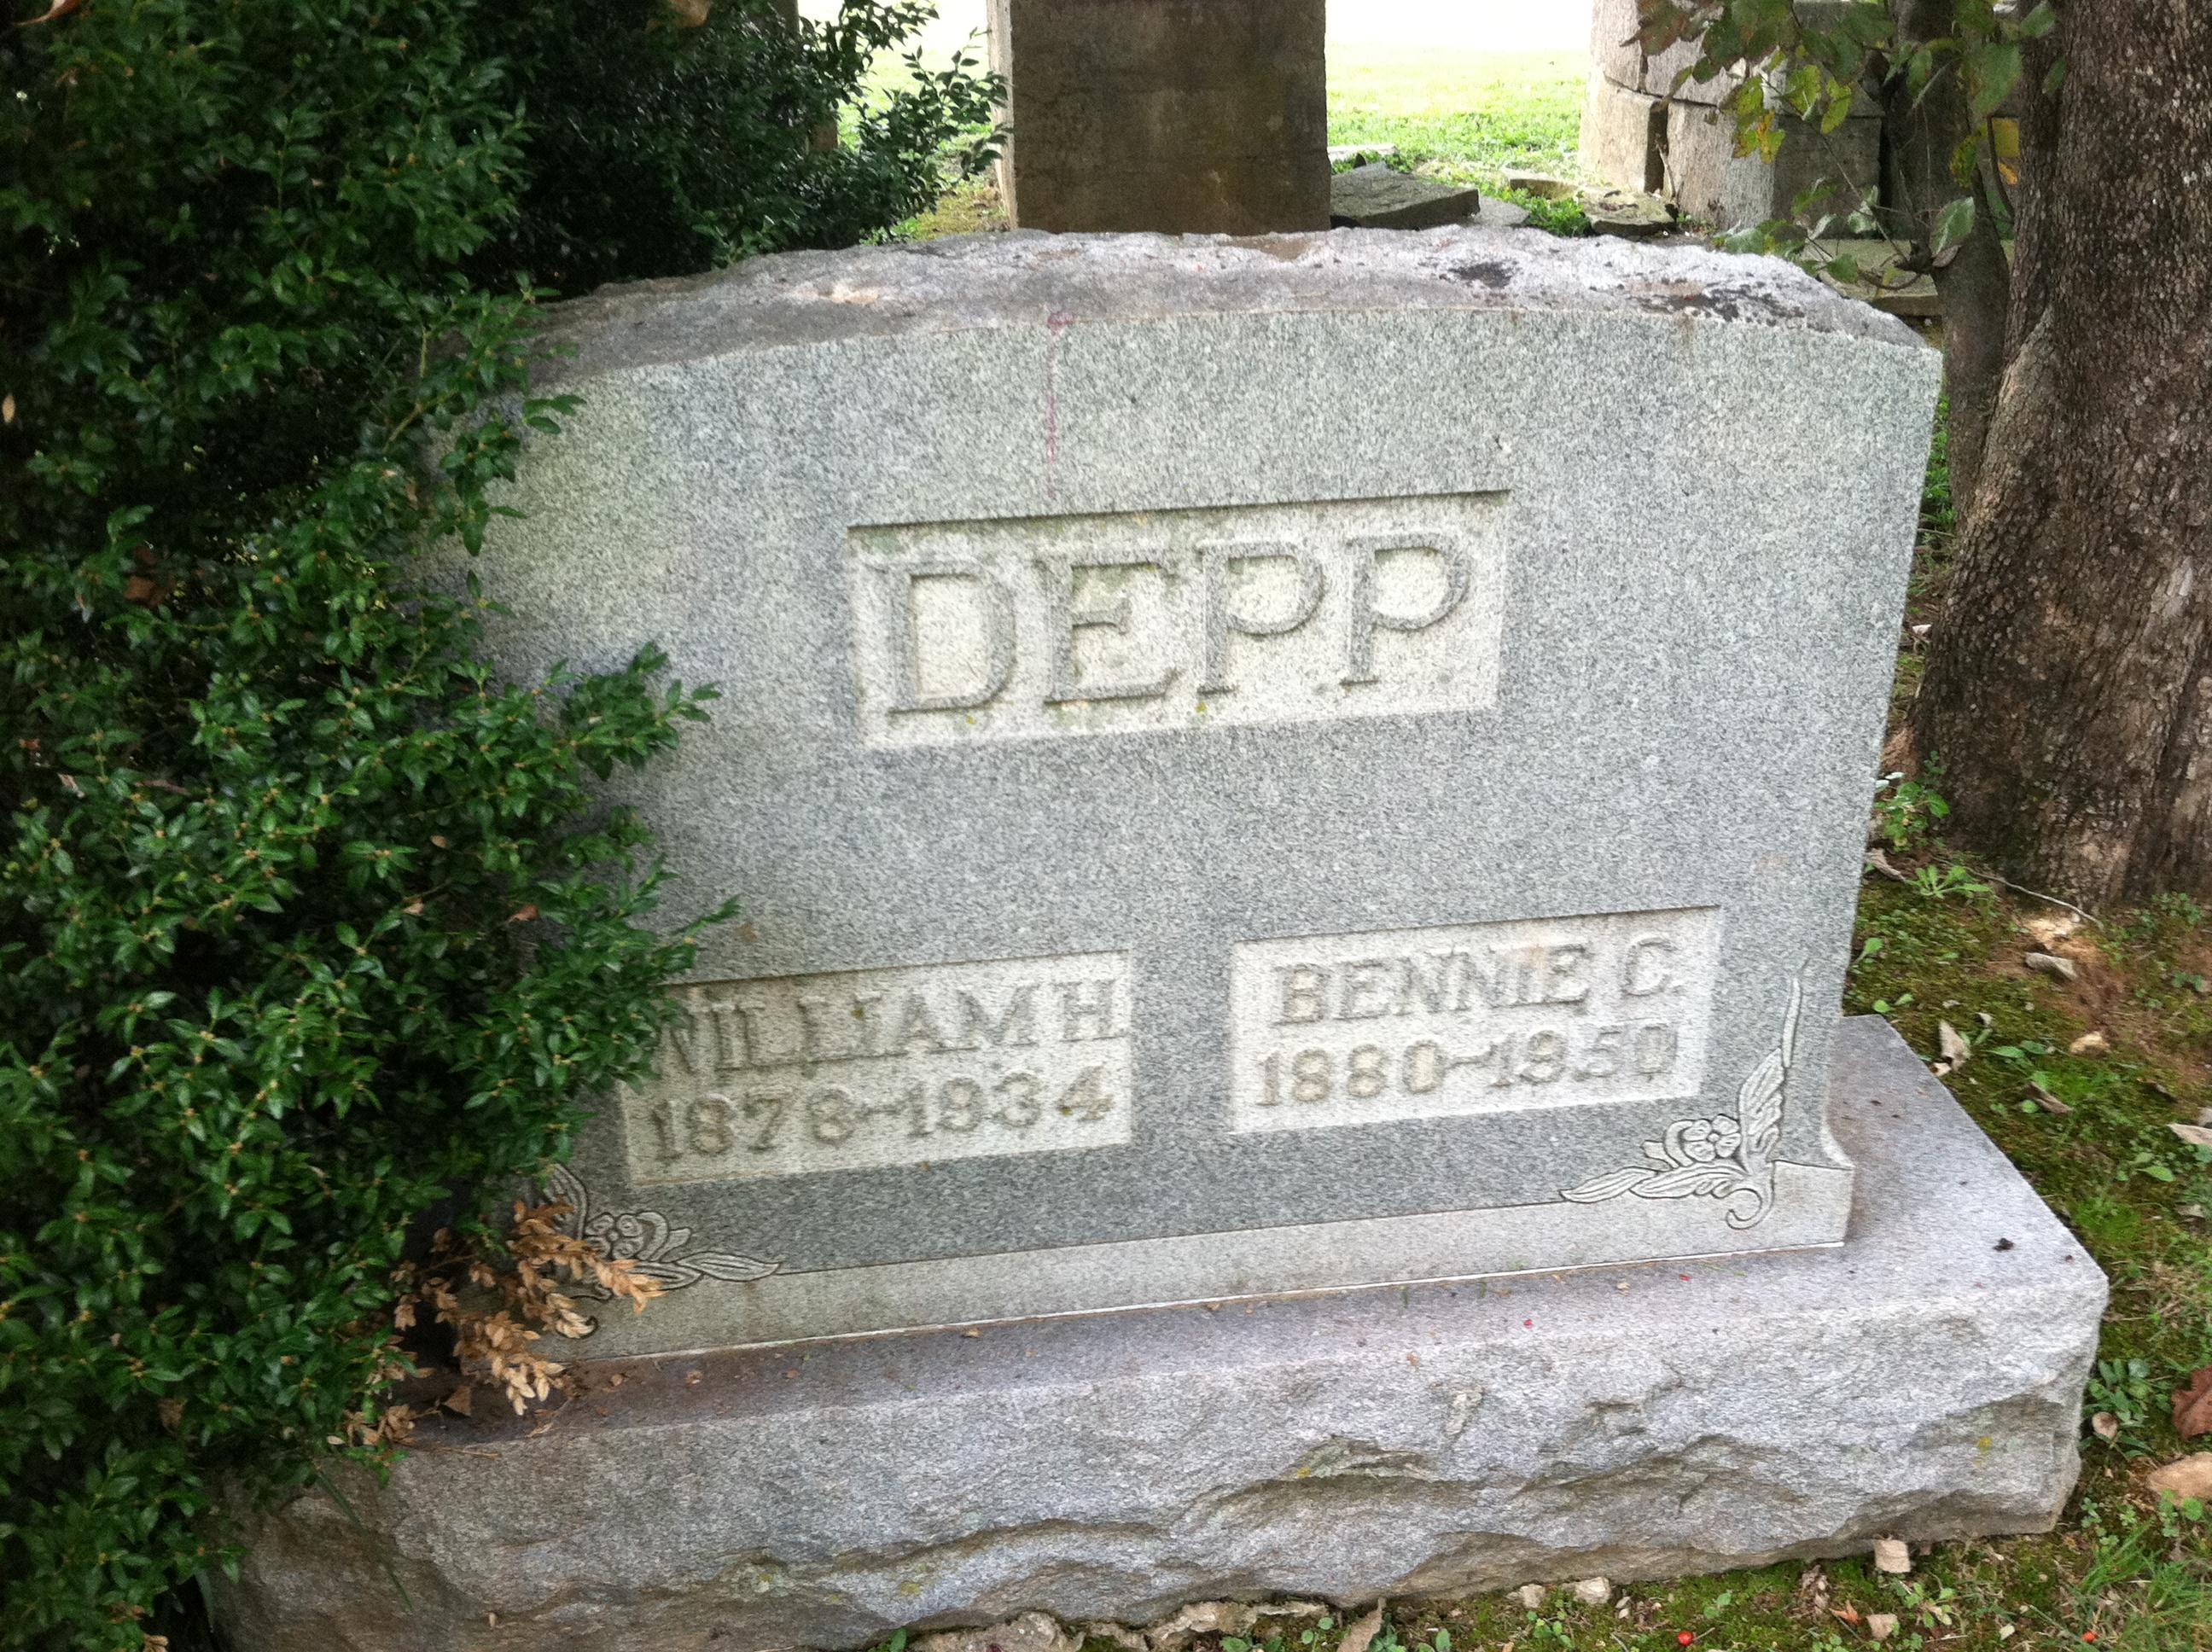 DEPP
WILLIAM H.
1878-1934
BENNIE C.
1880-1950